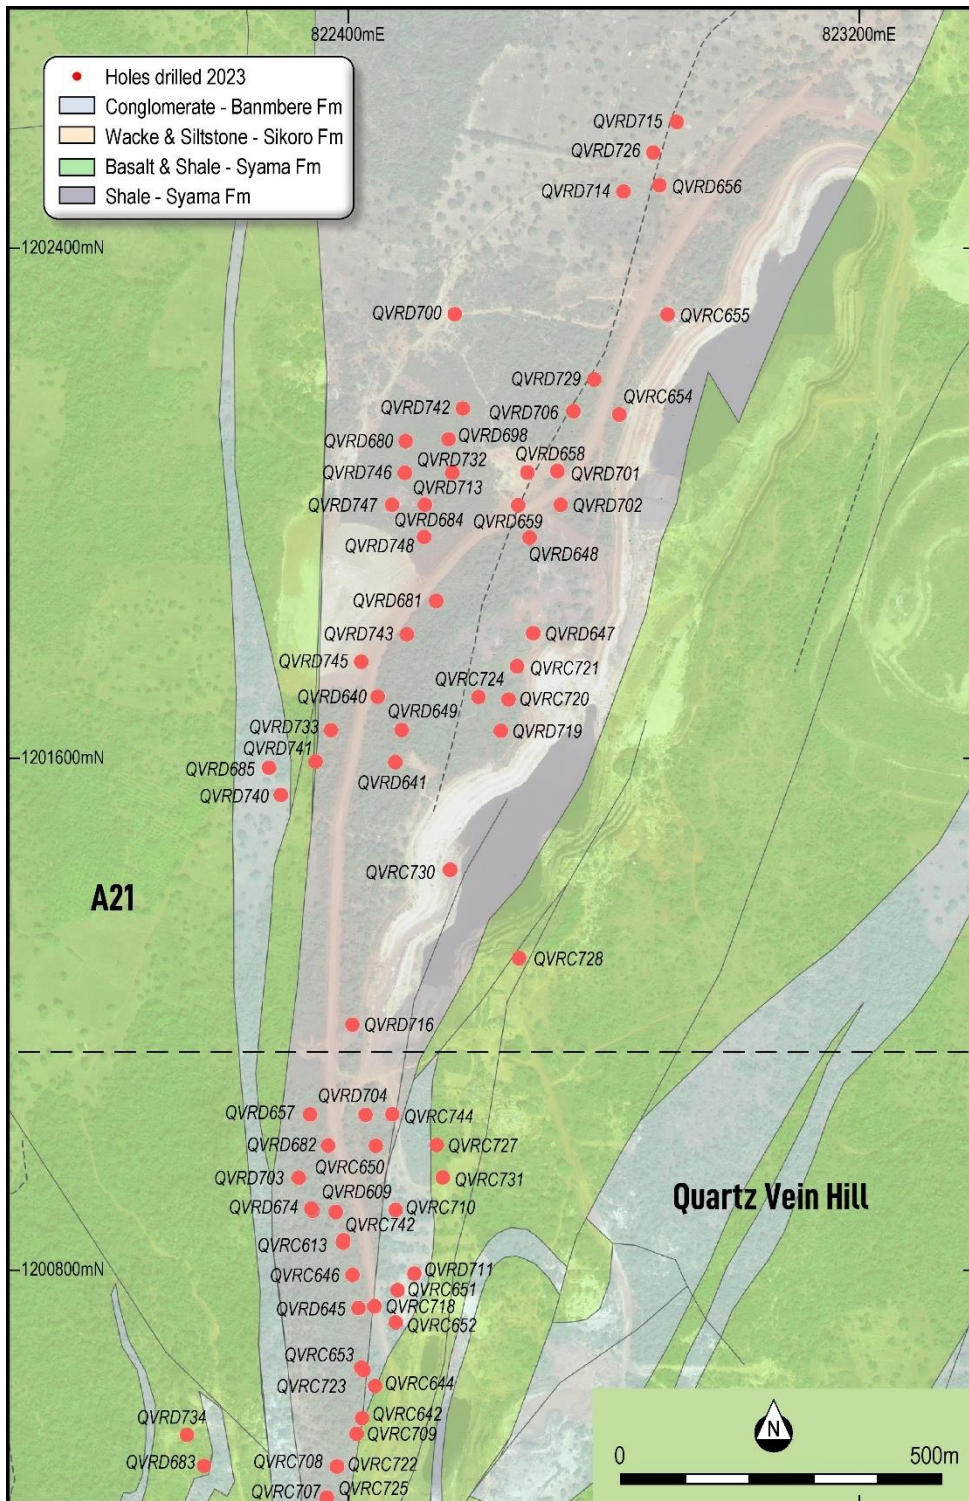 822400mE
823200mE
Holes drilled 2023
Conglomerate - Banmbere Fm
Wacke & Siltstone - Sikoro Fm
Basalt & Shale - Syama Fm
Shale - Syama Fm
QVRD715
QVRD726
QVRD714
QVRD656
1202400mN
QVRD700
QVRC655
QVRD729
QVRD742
QVRD706
QVRC654
QVRD680
QVRD698
QVRD746
QVRD732
QVRD658
QVRD701
QVRD747
QVRD713
QVRD702
QVRD684
QVRD659
QVRD748
QVRD648
QVRD681
QVRD743
QVRD647
QVRD745
QVRC721
QVRD640
QVRC724
QVRC720
QVRD649
QVRD733
QVRD719
1201600mN
QVRD741
QVRD685
QVRD641
QVRD740
QVRC730
A21
QVRC728
QVRD716
QVRD704
QVRD657
QVRC744
QVRD682
QVRC650
QVRC727
QVRD703
QVRC731
QVRD609
Quartz Vein Hill
QVRD674
QVRC710
QVRC742
QVRC613
1200800mN
QVRC646
QVRD711
QVRC651
QVRD645
QVRC718
QVRC652
QVRC653
QVRC723
QVRC644
QVRC642
QVRD734
QVRC709
QVRD683
QVRC708
QVRC722
QVRC707
QVRC725
N
0
500m